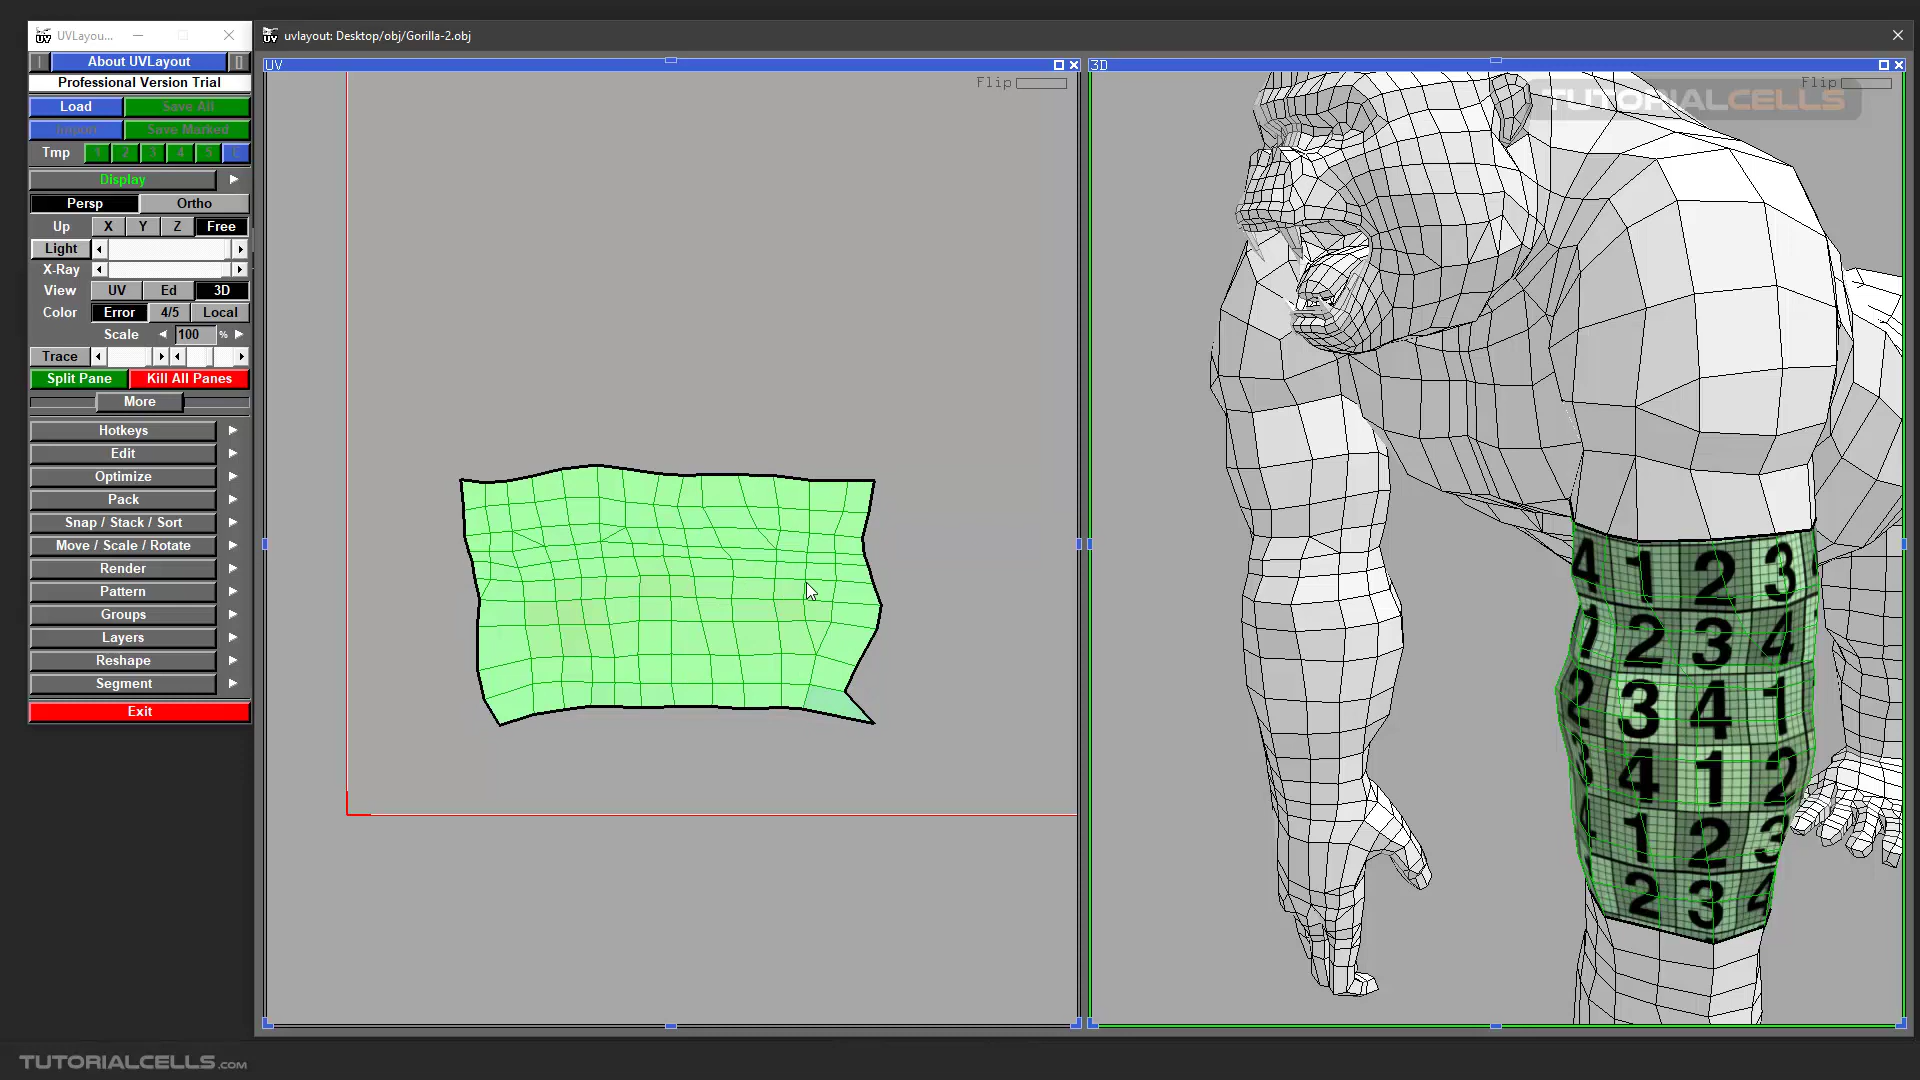 UVLayou...
uvlayout: Desktop/obj/Gorilla-2.obj
About UVLayout
Professional Version Trial
Load
Save All
Import
Save Marked
Tmp 1 2 3 4 5
Display
Persp Ortho
Up X Y Z Free
Light
X-Ray
View UV Ed 3D
Color Error 4/5 Local
Scale 100 %
Trace
Split Pane Kill All Panes
More
Hotkeys
Edit
Optimize
Pack
Snap / Stack / Sort
Move / Scale / Rotate
Render
Pattern
Groups
Layers
Reshape
Segment
Exit
UV
Flip
3D
Flip
TUTORIALCELLS
4 1 2 3
1 2 3 4
2 3 4 1
3 4 1 2
1 2 3
2 3 4
TUTORIALCELLS.COM